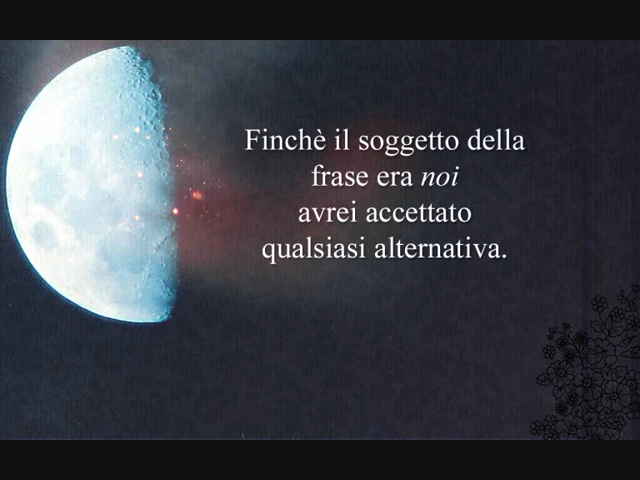 Finchè il soggetto della
frase era noi
avrei accettato
qualsiasi alternativa.